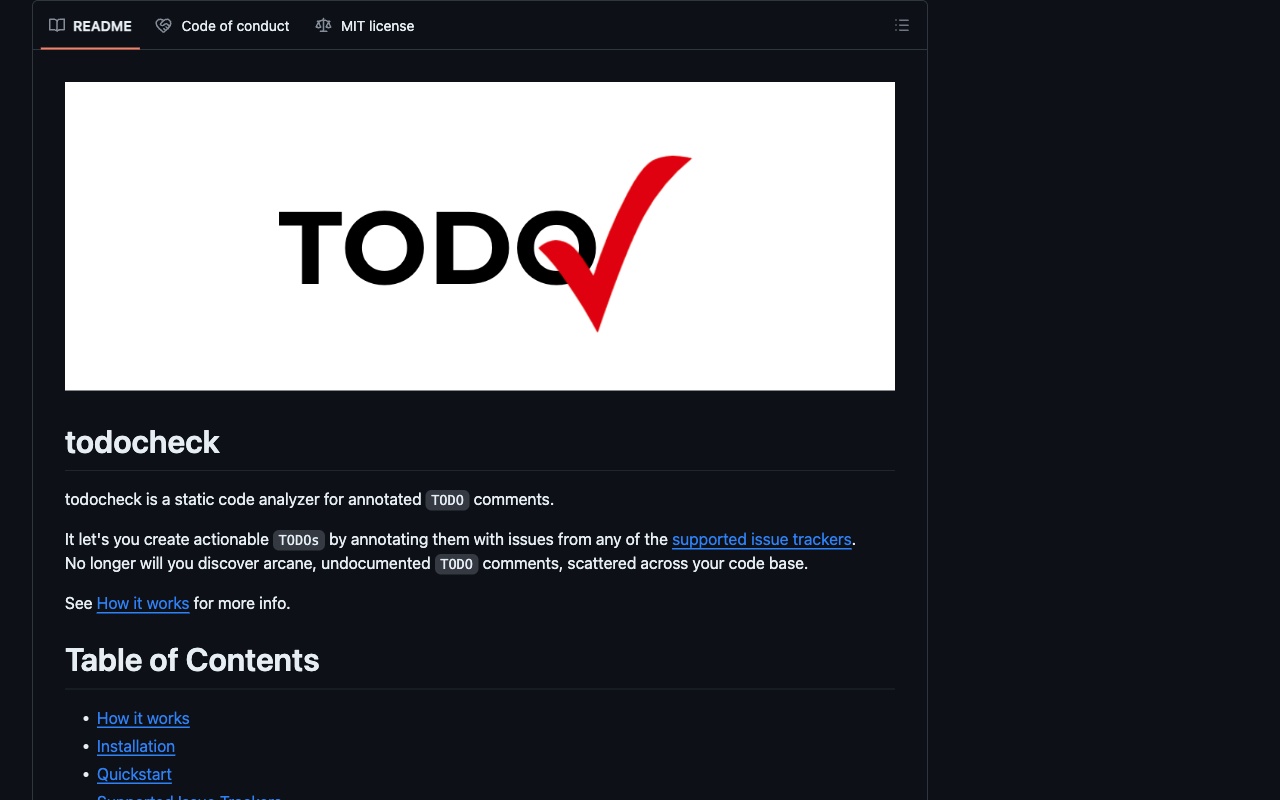 README Code of conduct MIT license
TODO
todocheck
todocheck is a static code analyzer for annotated TODO comments.
It let's you create actionable TODOs by annotating them with issues from any of the supported issue trackers.
No longer will you discover arcane, undocumented TODO comments, scattered across your code base.
See How it works for more info.
Table of Contents
• How it works
• Installation
• Quickstart
Supported Issue Trackers